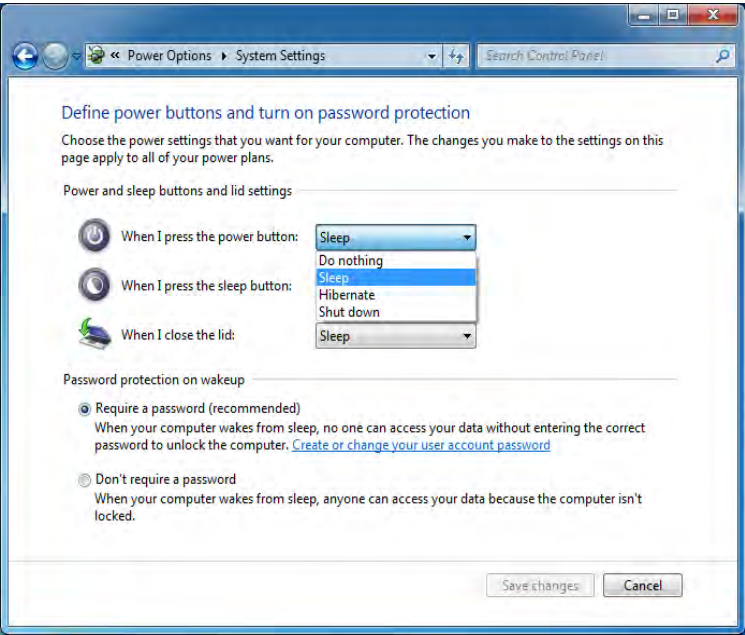 « Power Options ▸ System Settings
Search Control Panel
Define power buttons and turn on password protection
Choose the power settings that you want for your computer. The changes you make to the settings on this
page apply to all of your power plans.
Power and sleep buttons and lid settings
When I press the power button:
Sleep
Do nothing
Sleep
Hibernate
Shut down
When I press the sleep button:
When I close the lid:
Sleep
Password protection on wakeup
Require a password (recommended)
When your computer wakes from sleep, no one can access your data without entering the correct
password to unlock the computer. Create or change your user account password
Don't require a password
When your computer wakes from sleep, anyone can access your data because the computer isn't
locked.
Save changes
Cancel